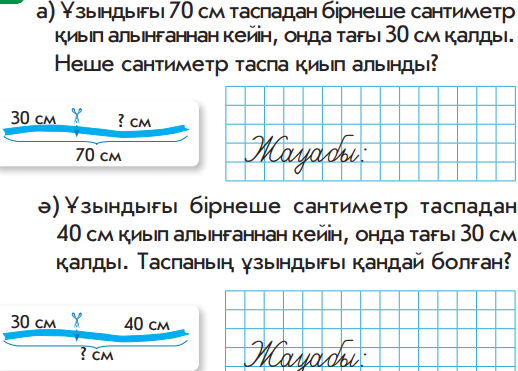 а) Ұзындығы 70 см таспадан бірнеше сантиметр
қиып алынғаннан кейін, онда тағы 30 см қалды.
Неше сантиметр таспа қиып алынды?
30 см ? см
70 см
Жауабы:
ә) Ұзындығы бірнеше сантиметр таспадан
40 см қиып алынғаннан кейін, онда тағы 30 см
қалды. Таспаның ұзындығы қандай болған?
30 см 40 см
? см
Жауабы: